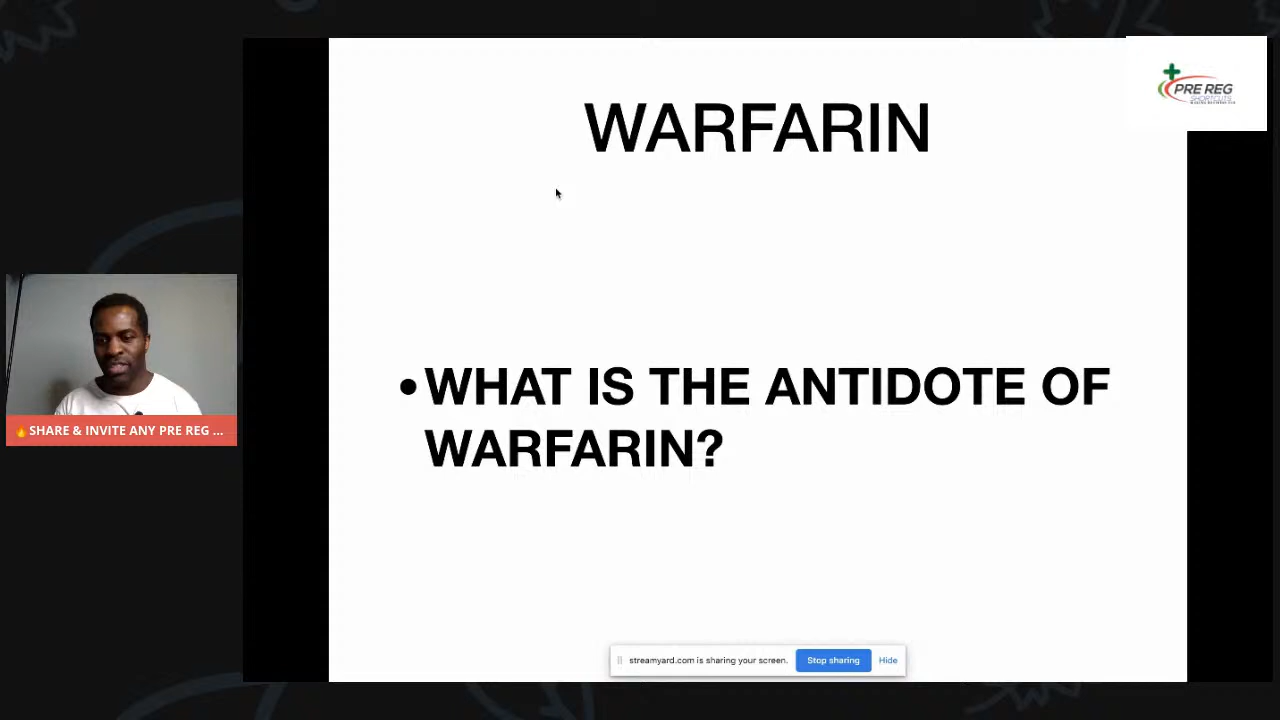 WARFARIN
PRE REG
SHORTCUTS
• WHAT IS THE ANTIDOTE OF
WARFARIN?
🔥SHARE & INVITE ANY PRE REG ...
streamyard.com is sharing your screen.
Stop sharing
Hide